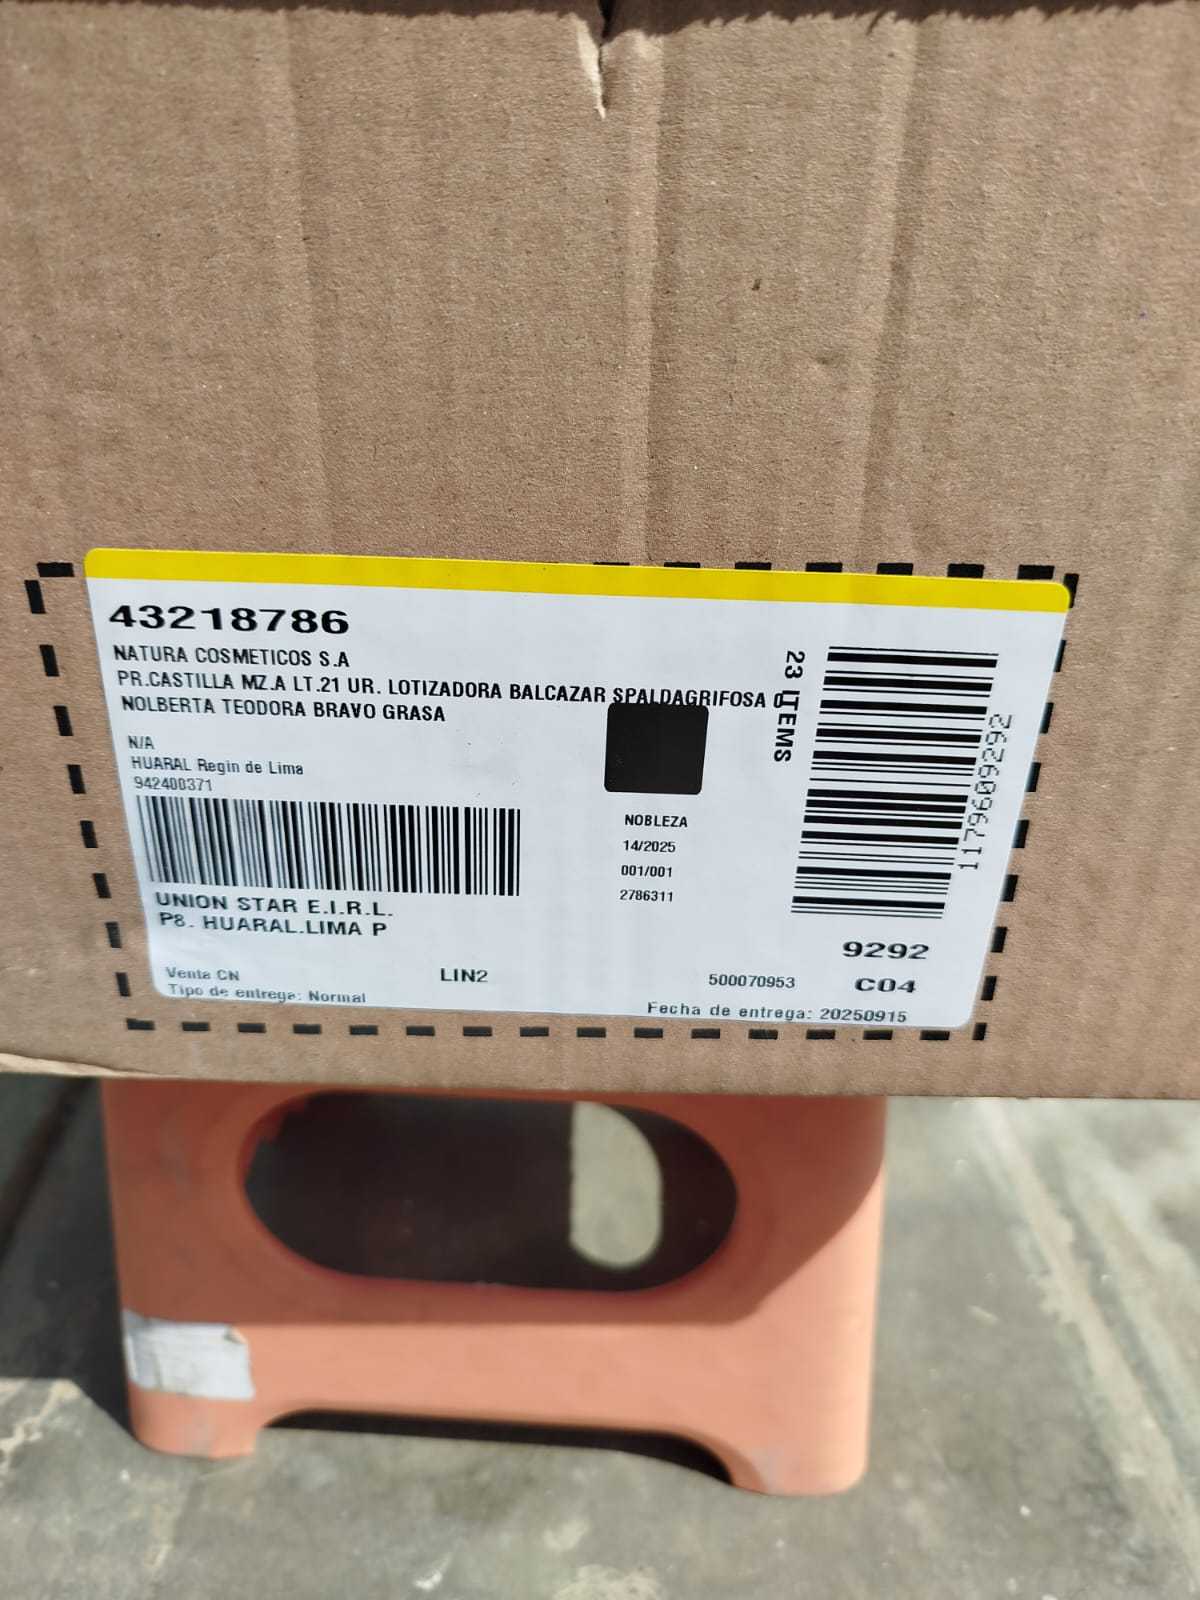 43218786
NATURA COSMETICOS S.A
PR.CASTILLA MZ.A LT.21 UR. LOTIZADORA BALCAZAR SPALDAGRIFOSA
NOLBERTA TEODORA BRAVO GRASA
N/A
HUARAL Regin de Lima
942400371
UNION STAR E.I.R.L.
P8. HUARAL.LIMA P
Venta CN
Tipo de entrega: Normal
LIN2
NOBLEZA
14/2025
001/001
2786311
23 ITEMS
1179609292
9292
500070953
C04
Fecha de entrega: 20250915